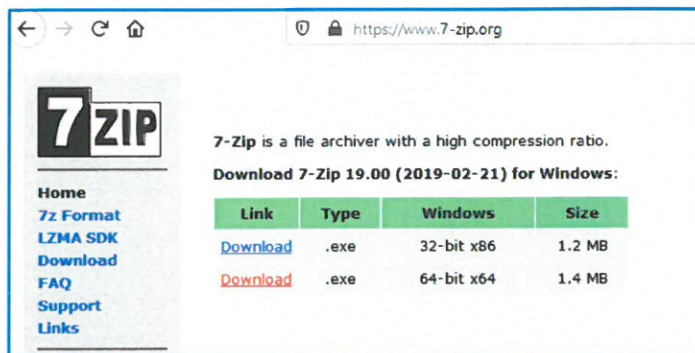 https://www.7-zip.org
7 ZIP
Home
7z Format
LZMA SDK
Download
FAQ
Support
Links
7-Zip is a file archiver with a high compression ratio.
Download 7-Zip 19.00 (2019-02-21) for Windows:
Link Type Windows Size
Download .exe 32-bit x86 1.2 MB
Download .exe 64-bit x64 1.4 MB